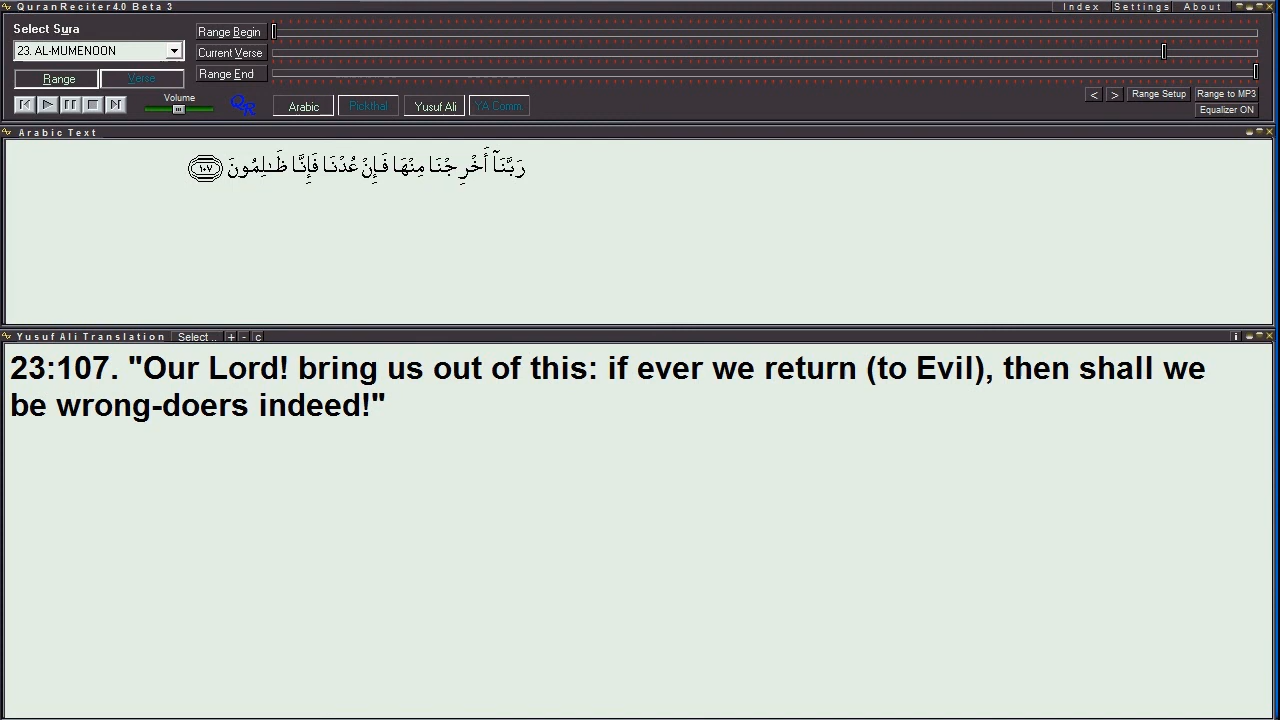 QuranReciter4.0 Beta 3
Index Settings About
Select Sura
23. AL-MUMENOON
Range Verse
Volume
Range Begin
Current Verse
Range End
QR
Arabic Pickthal Yusuf Ali YA Comm.
< > Range Setup Range to MP3
Equalizer ON
Arabic Text
رَبَّنَآ أَخْرِجْنَا مِنْهَا فَإِنْ عُدْنَا فَإِنَّا ظَـٰلِمُونَ ١٠٧
Yusuf Ali Translation Select .. + - c i
23:107. "Our Lord! bring us out of this: if ever we return (to Evil), then shall we
be wrong-doers indeed!"